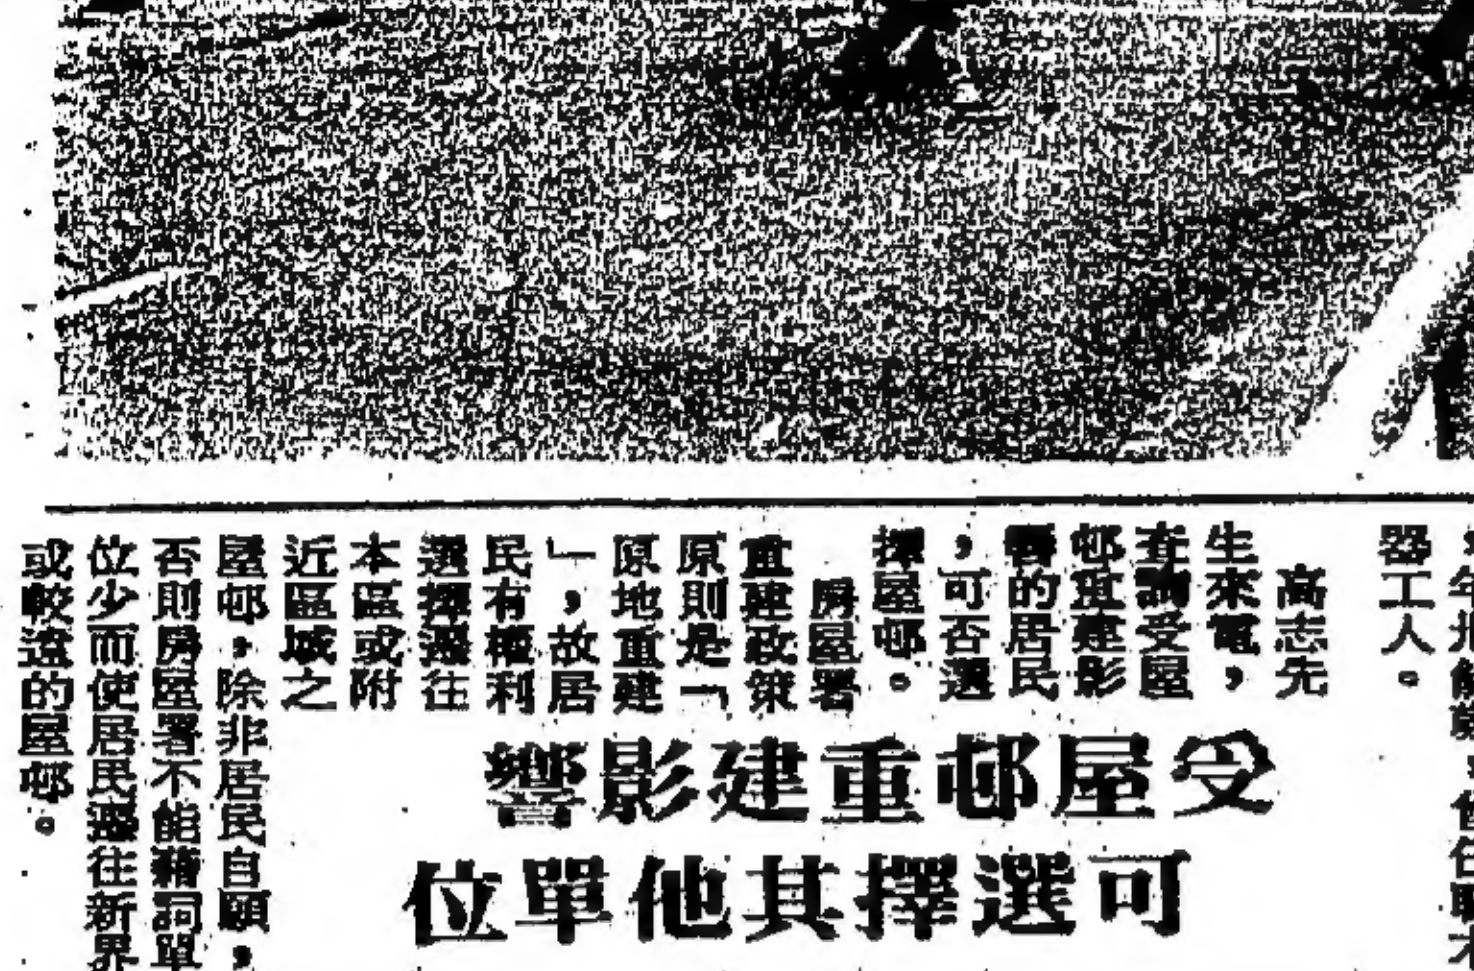 器工人。
受屋邨重建影響
可選擇其他單位
高志先
生來電，
查詢受屋
邨重建影
響的居民
，可否選
擇屋邨。
房屋署
重建政策
原則是「
原地重建
」，故居
民有權利
選擇遷往
本區或附
近區域之
屋邨，除非居民自願，
否則房屋署不能藉詞單
位少而使居民遷往新界
或較遠的屋邨。